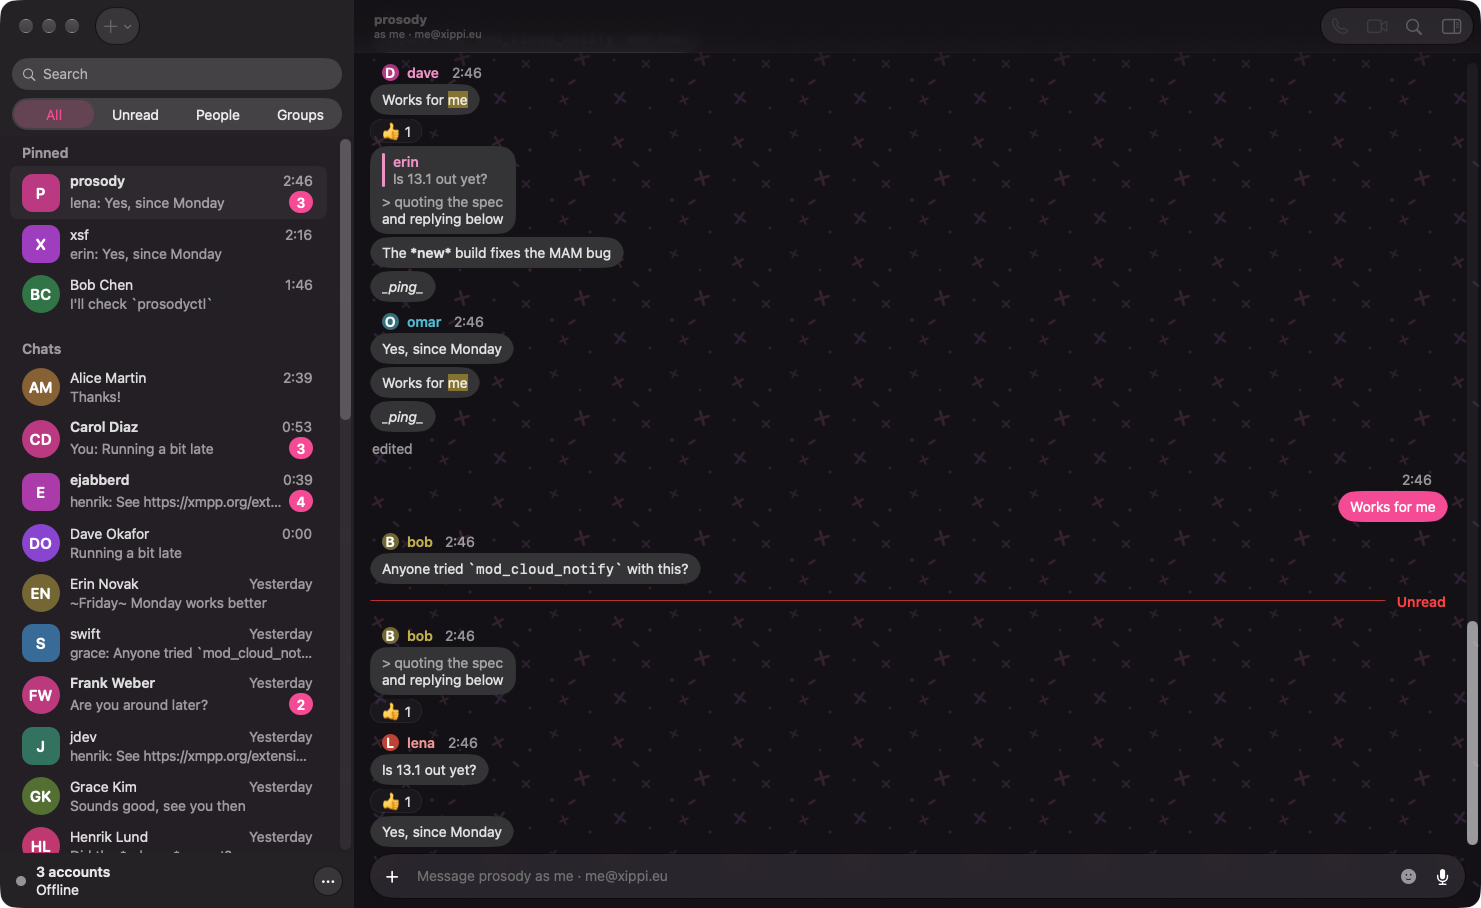 Search
All
Unread
People
Groups
Pinned
P
prosody
2:46
lena: Yes, since Monday
3
X
xsf
2:16
erin: Yes, since Monday
BC
Bob Chen
1:46
I'll check `prosodyctl`
Chats
AM
Alice Martin
2:39
Thanks!
CD
Carol Diaz
0:53
You: Running a bit late
3
E
ejabberd
0:39
henrik: See https://xmpp.org/ext...
4
DO
Dave Okafor
0:00
Running a bit late
EN
Erin Novak
Yesterday
~Friday~ Monday works better
S
swift
Yesterday
grace: Anyone tried `mod_cloud_not...
FW
Frank Weber
Yesterday
Are you around later?
2
J
jdev
Yesterday
henrik: See https://xmpp.org/extensi...
GK
Grace Kim
Yesterday
Sounds good, see you then
HL
Henrik Lund
Yesterday
3 accounts
Offline
prosody
as me · me@xippi.eu
D dave 2:46
Works for me
👍 1
erin
Is 13.1 out yet?
> quoting the spec
and replying below
The *new* build fixes the MAM bug
_ping_
O omar 2:46
Yes, since Monday
Works for me
_ping_
edited
2:46
Works for me
B bob 2:46
Anyone tried `mod_cloud_notify` with this?
Unread
B bob 2:46
> quoting the spec
and replying below
👍 1
L lena 2:46
Is 13.1 out yet?
👍 1
Yes, since Monday
Message prosody as me · me@xippi.eu